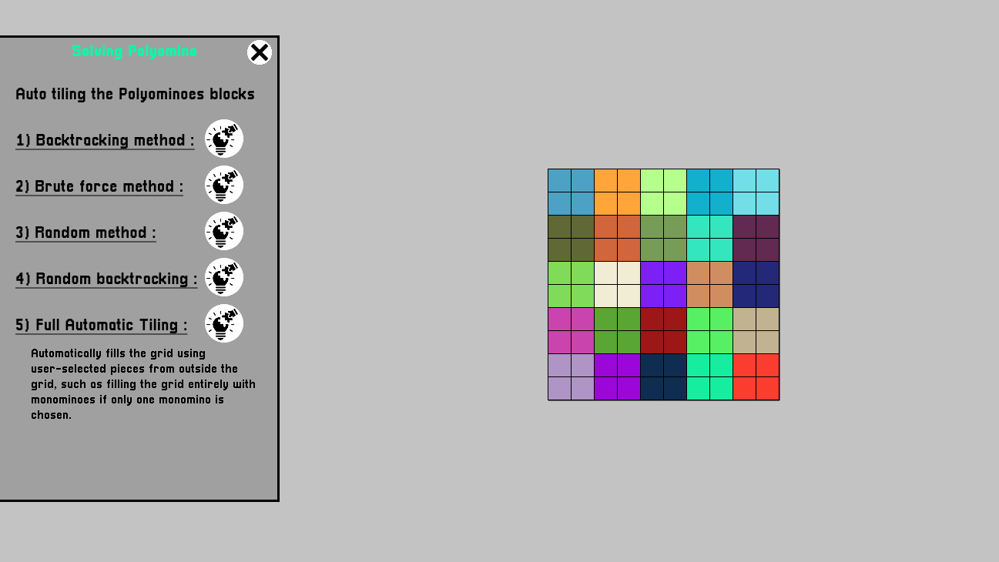 Solving Polyomino
Auto tiling the Polyominoes blocks
1) Backtracking method :
2) Brute force method :
3) Random method :
4) Random backtracking :
5) Full Automatic Tiling :
Automatically fills the grid using
user-selected pieces from outside the
grid, such as filling the grid entirely with
monominoes if only one monomino is
chosen.